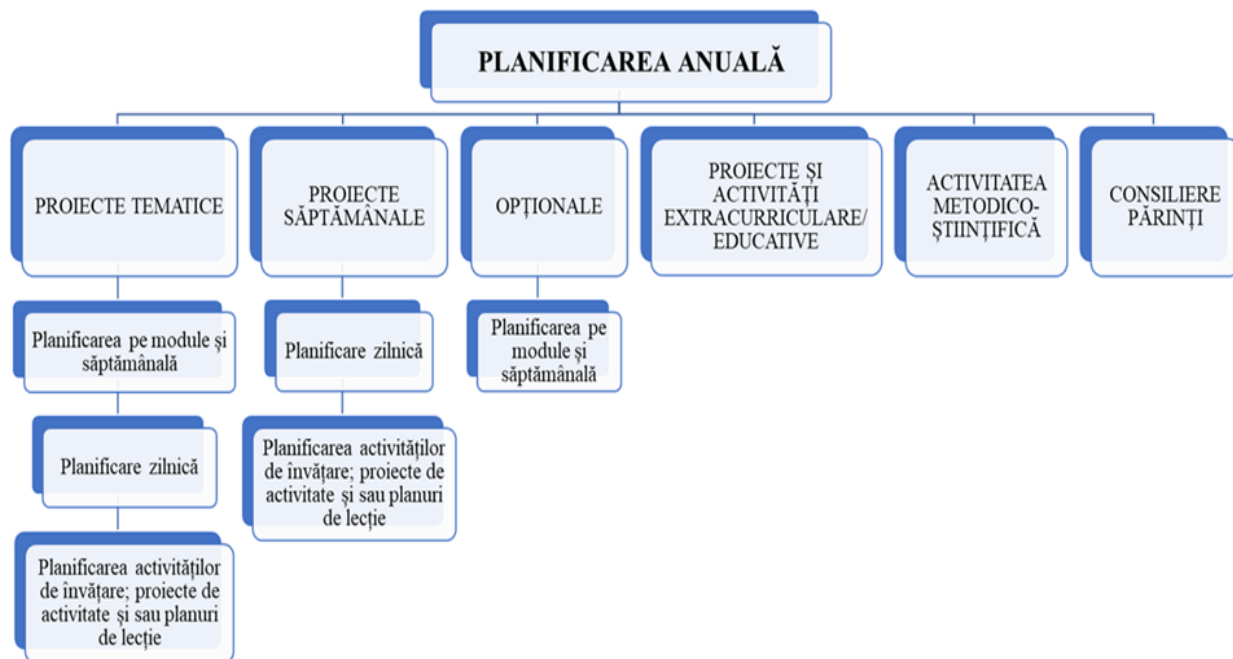 PLANIFICAREA ANUALĂ
PROIECTE TEMATICE
PROIECTE
SĂPTĂMÂNALE
OPȚIONALE
PROIECTE ȘI
ACTIVITĂȚI
EXTRACURRICULARE/
EDUCATIVE
ACTIVITATEA
METODICO-
ȘTIINȚIFICĂ
CONSILIERE
PĂRINȚI
Planificarea pe module și
săptămânală
Planificare zilnică
Planificarea activităților
de învățare; proiecte de
activitate și sau planuri
de lecție
Planificare zilnică
Planificarea activităților
de învățare; proiecte de
activitate și sau planuri
de lecție
Planificarea pe
module și
săptămânală